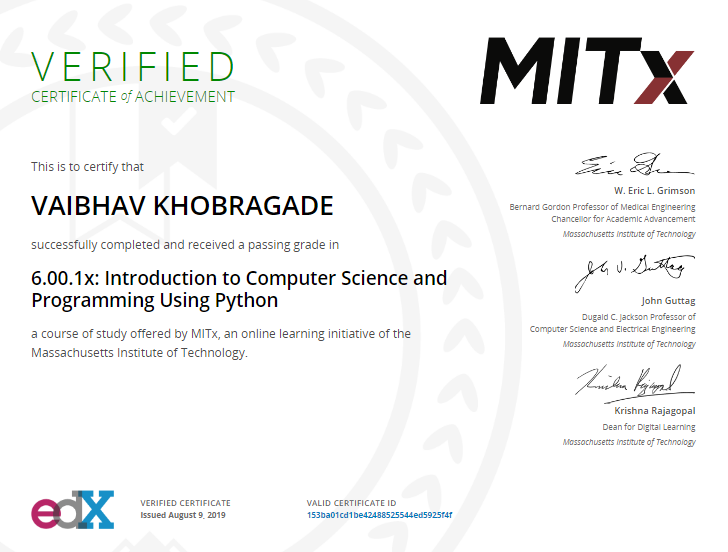 VERIFIED
CERTIFICATE of ACHIEVEMENT
MITx
This is to certify that
VAIBHAV KHOBRAGADE
successfully completed and received a passing grade in
6.00.1x: Introduction to Computer Science and
Programming Using Python
a course of study offered by MITx, an online learning initiative of the
Massachusetts Institute of Technology.
W. Eric L. Grimson
Bernard Gordon Professor of Medical Engineering
Chancellor for Academic Advancement
Massachusetts Institute of Technology
John V. Guttag
John Guttag
Dugald C. Jackson Professor of
Computer Science and Electrical Engineering
Massachusetts Institute of Technology
Krishna Rajagopal
Krishna Rajagopal
Dean for Digital Learning
Massachusetts Institute of Technology
edX
VERIFIED CERTIFICATE
Issued August 9, 2019
VALID CERTIFICATE ID
153ba01cd1be42488525544ed5925f4f